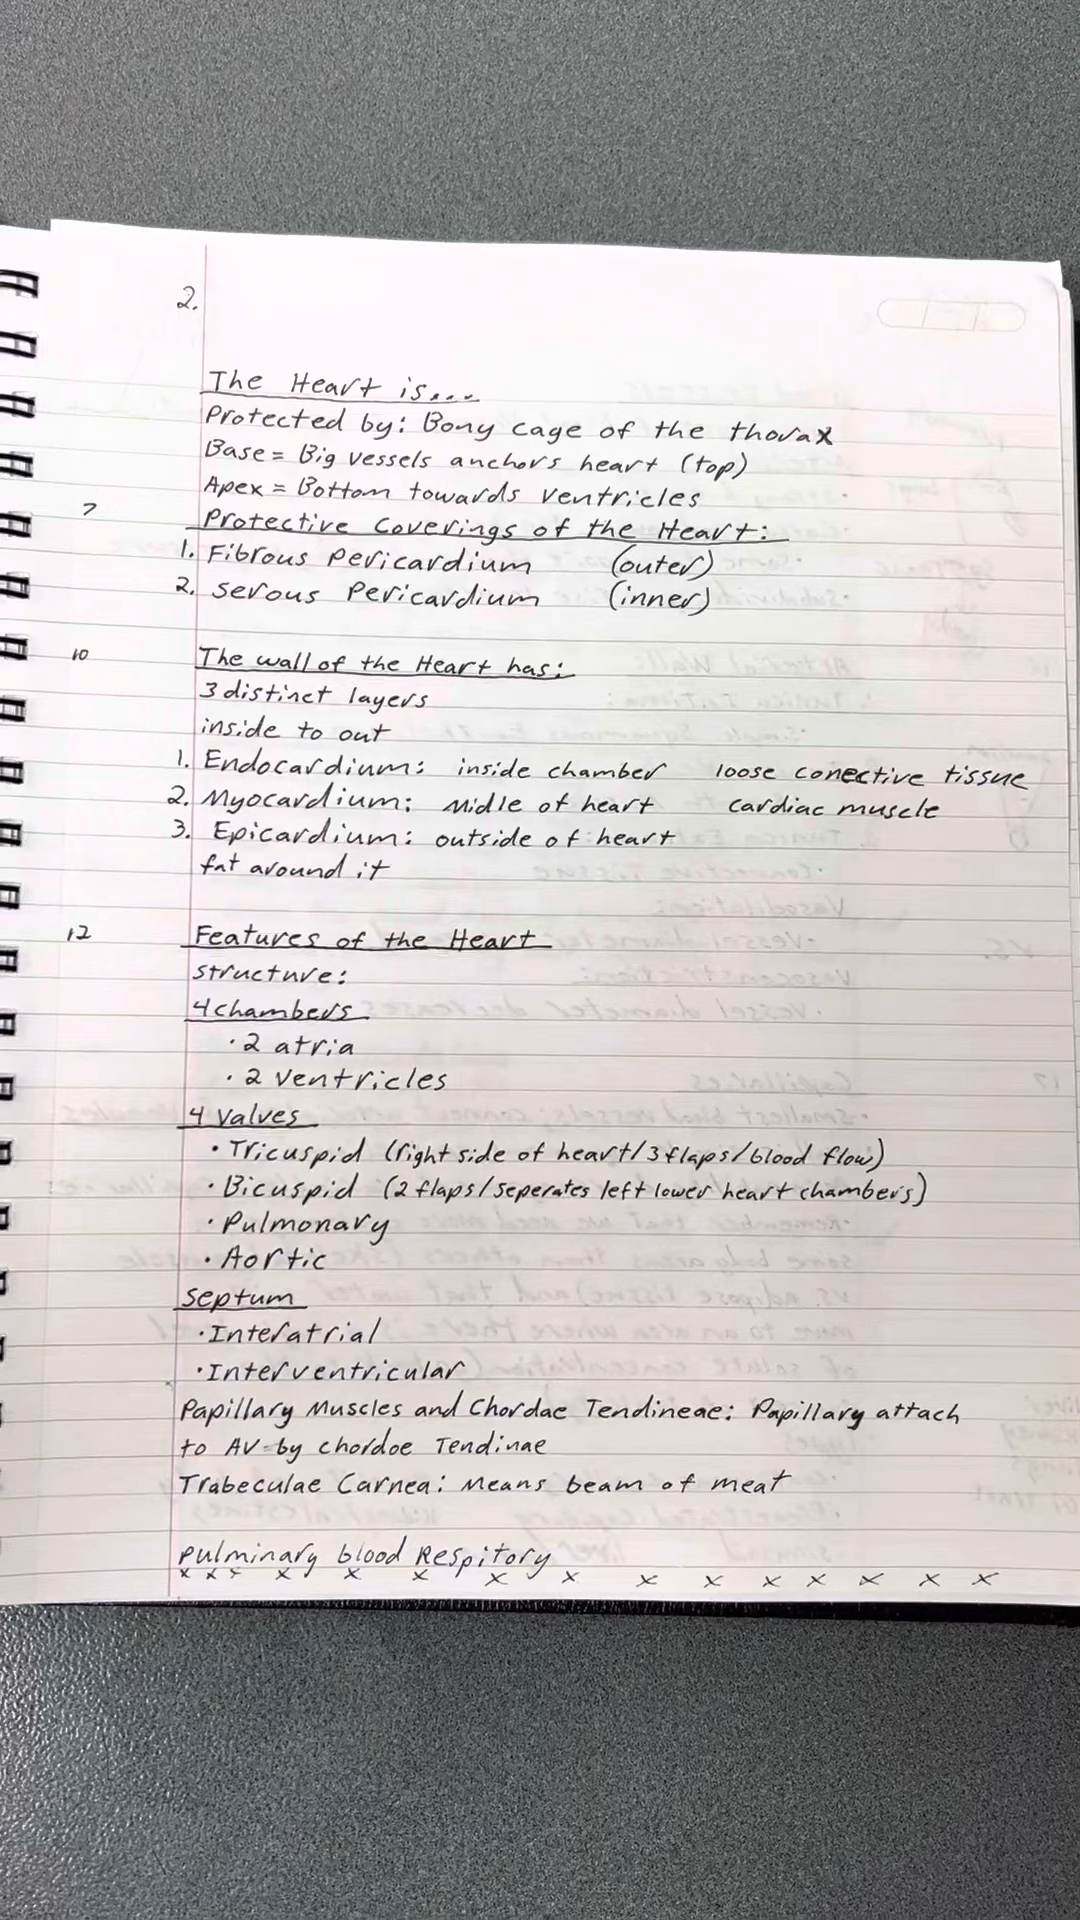 2.
The Heart is...
Protected by: Bony cage of the thorax
Base = Big vessels anchors heart (top)
Apex = Bottom towards ventricles
7 Protective Coverings of the Heart:
1. Fibrous Pericardium (outer)
2. Serous Pericardium (inner)
10 The wall of the Heart has:
3 distinct layers
inside to out
1. Endocardium: inside chamber loose conective tissue
2. Myocardium: Midle of heart cardiac muscle
3. Epicardium: outside of heart
fat around it
12 Features of the Heart
structure:
4 chambers
· 2 atria
· 2 ventricles
4 Valves
· Tricuspid (right side of heart/3 flaps/blood flow)
· Bicuspid (2 flaps/seperates left lower heart chambers)
· Pulmonary
· Aortic
Septum
· Interatrial
· Interventricular
Papillary Muscles and Chordae Tendineae: Papillary attach
to AV by chordoe Tendinae
Trabeculae Carnea: Means beam of meat
Pulminary blood Respitory
x x x x x x x x x x x x x x x